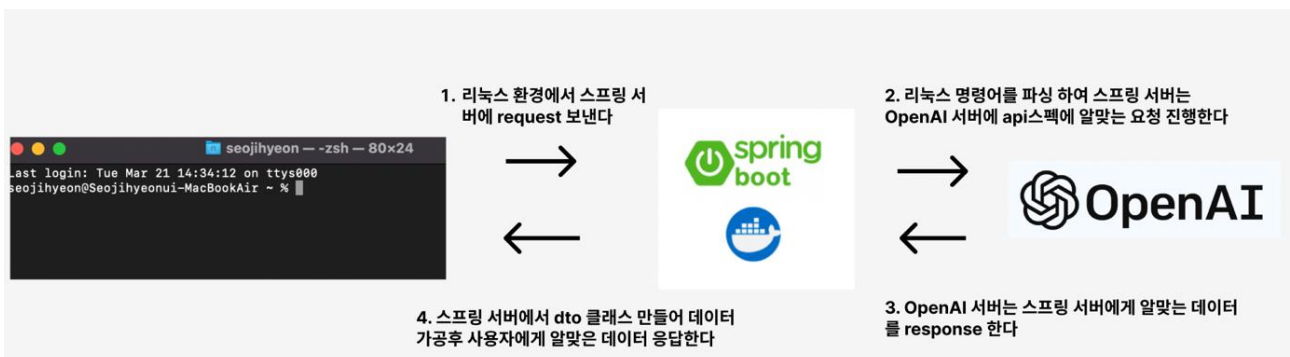 1. 리눅스 환경에서 스프링 서
버에 request 보낸다
2. 리눅스 명령어를 파싱 하여 스프링 서버는
OpenAI 서버에 api스펙에 알맞는 요청 진행한다
seojihyeon — -zsh — 80×24
Last login: Tue Mar 21 14:34:12 on ttys000
seojihyeon@Seojihyeonui-MacBookAir ~ %
spring
boot
OpenAI
3. OpenAI 서버는 스프링 서버에게 알맞는 데이터
를 response 한다
4. 스프링 서버에서 dto 클래스 만들어 데이터
가공후 사용자에게 알맞은 데이터 응답한다